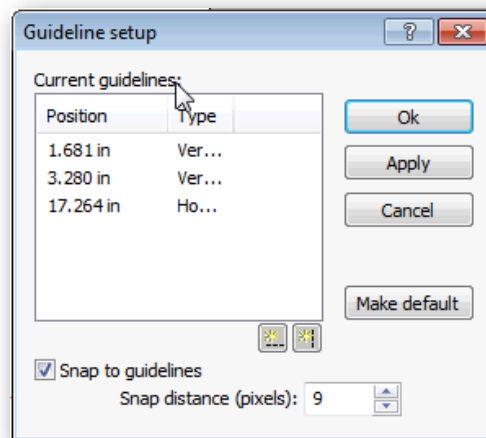 Guideline setup
?
Current guidelines:
Position Type
1.681 in Ver...
3.280 in Ver...
17.264 in Ho...
Ok
Apply
Cancel
Make default
Snap to guidelines
Snap distance (pixels): 9